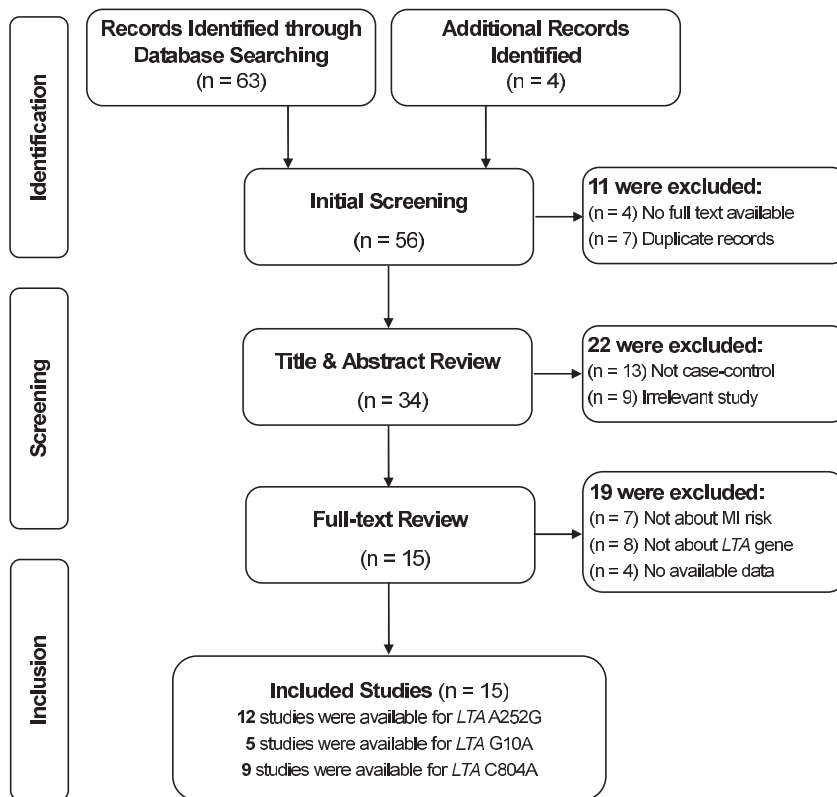 Identification
Records Identified through
Database Searching
(n = 63)
Additional Records
Identified
(n = 4)
Initial Screening
(n = 56)
11 were excluded:
(n = 4) No full text available
(n = 7) Duplicate records
Screening
Title & Abstract Review
(n = 34)
22 were excluded:
(n = 13) Not case-control
(n = 9) Irrelevant study
Full-text Review
(n = 15)
19 were excluded:
(n = 7) Not about MI risk
(n = 8) Not about LTA gene
(n = 4) No available data
Inclusion
Included Studies (n = 15)
12 studies were available for LTA A252G
5 studies were available for LTA G10A
9 studies were available for LTA C804A